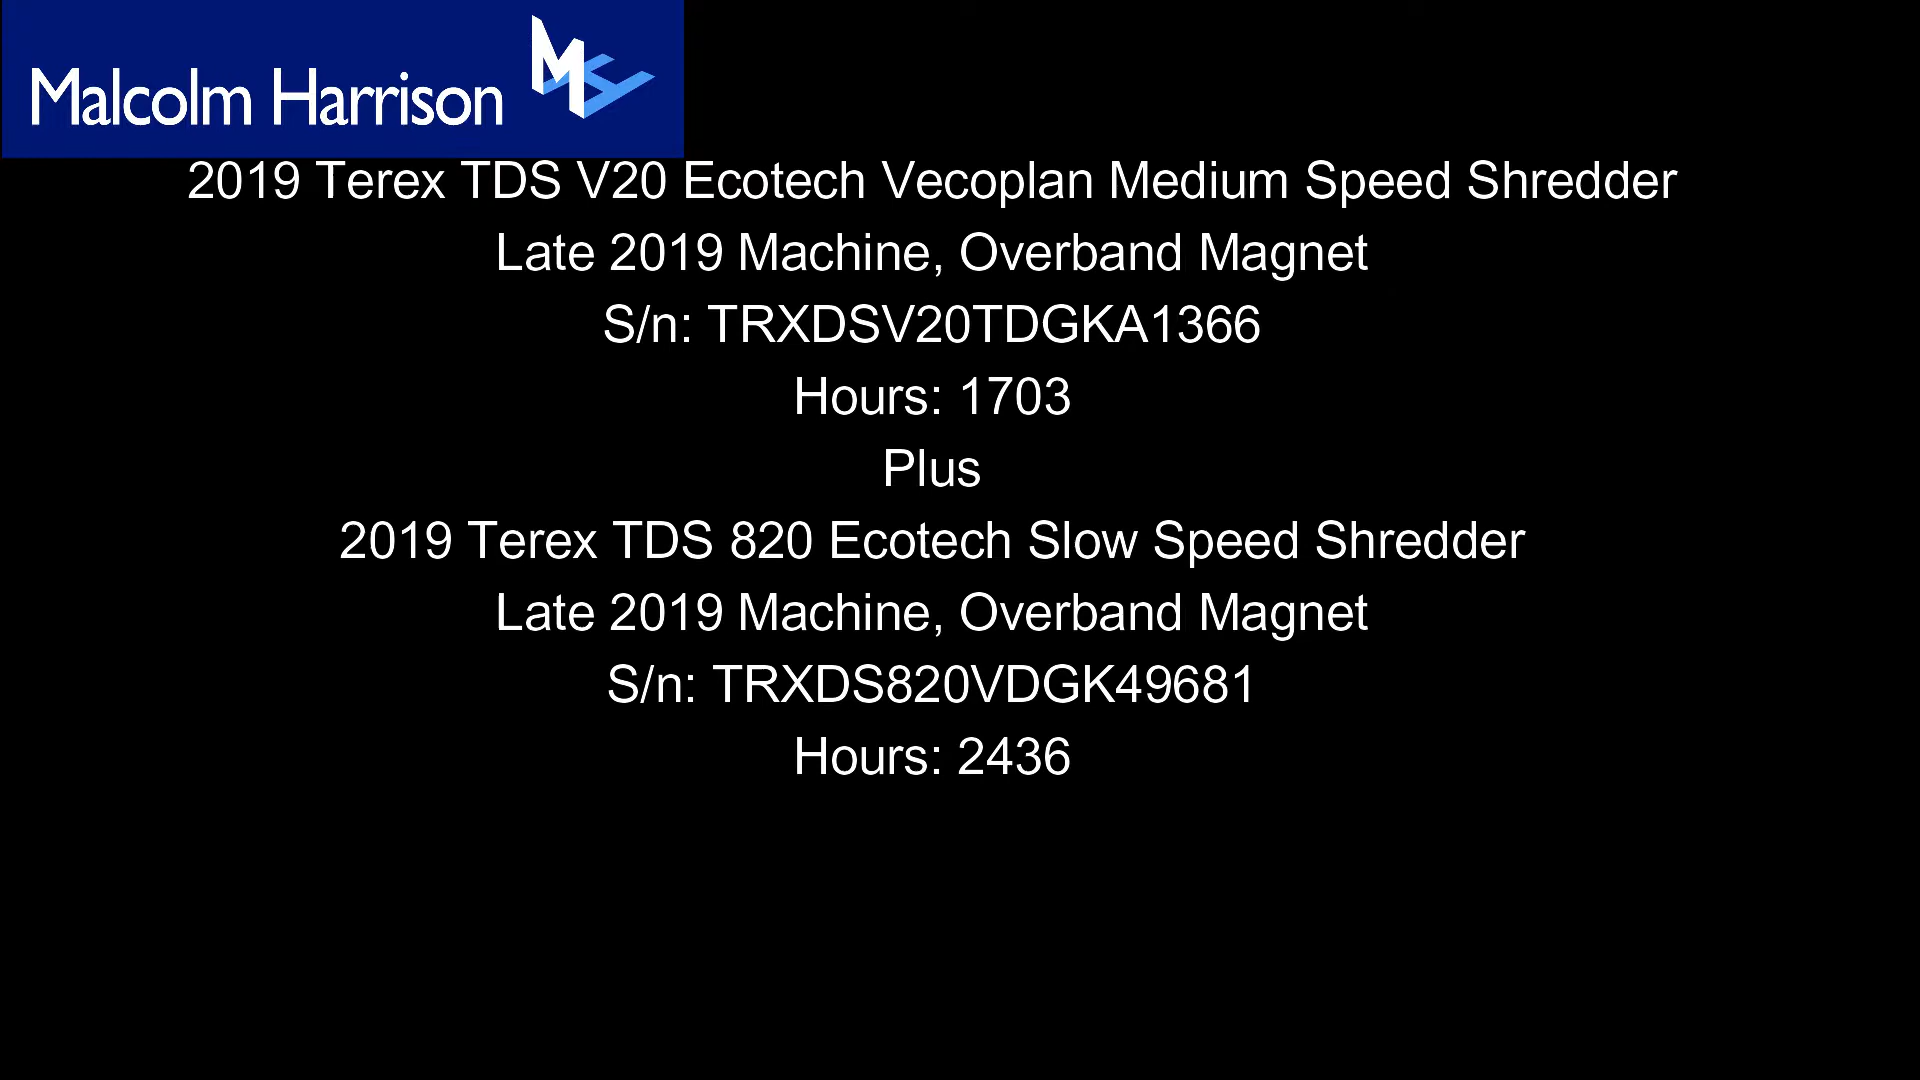 Malcolm Harrison
2019 Terex TDS V20 Ecotech Vecoplan Medium Speed Shredder
Late 2019 Machine, Overband Magnet
S/n: TRXDSV20TDGKA1366
Hours: 1703
Plus
2019 Terex TDS 820 Ecotech Slow Speed Shredder
Late 2019 Machine, Overband Magnet
S/n: TRXDS820VDGK49681
Hours: 2436